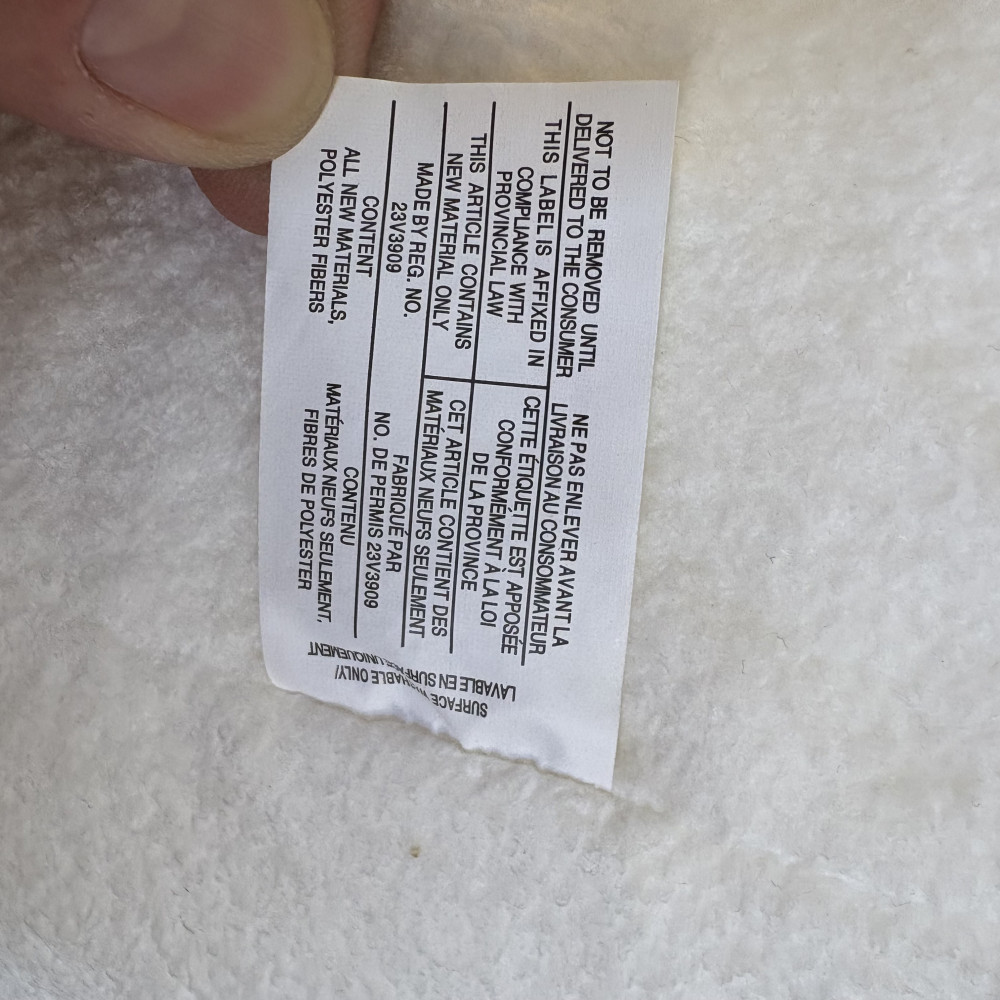 NOT TO BE REMOVED UNTIL
DELIVERED TO THE CONSUMER
THIS LABEL IS AFFIXED IN
COMPLIANCE WITH
PROVINCIAL LAW
THIS ARTICLE CONTAINS
NEW MATERIAL ONLY
MADE BY REG. NO.
23V3909
CONTENT
ALL NEW MATERIALS,
POLYESTER FIBERS
NE PAS ENLEVER AVANT LA
LIVRAISON AU CONSOMMATEUR
CETTE ÉTIQUETTE EST APPOSÉE
CONFORMÉMENT À LA LOI
DE LA PROVINCE
CET ARTICLE CONTIENT DES
MATÉRIAUX NEUFS SEULEMENT
FABRIQUÉ PAR
NO. DE PERMIS 23V3909
CONTENU
MATÉRIAUX NEUFS SEULEMENT,
FIBRES DE POLYESTER
SURFACE WASHABLE ONLY/
LAVABLE EN SURFACE UNIQUEMENT